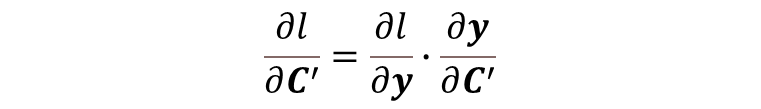 ∂l/∂C′ = ∂l/∂y · ∂y/∂C′